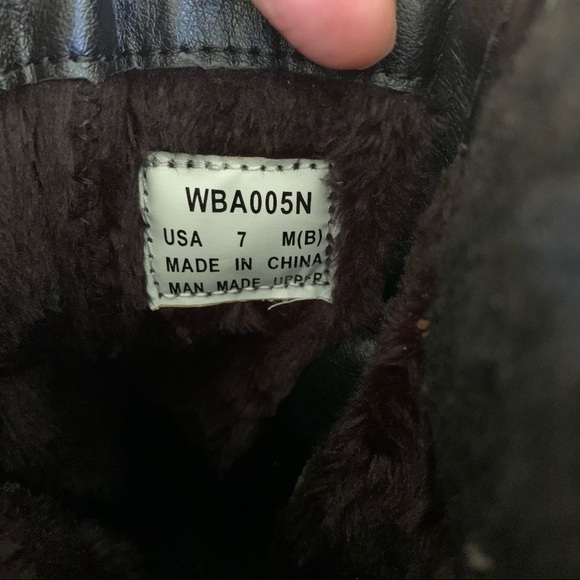 WBA005N
USA 7 M(B)
MADE IN CHINA
MAN MADE UPPER